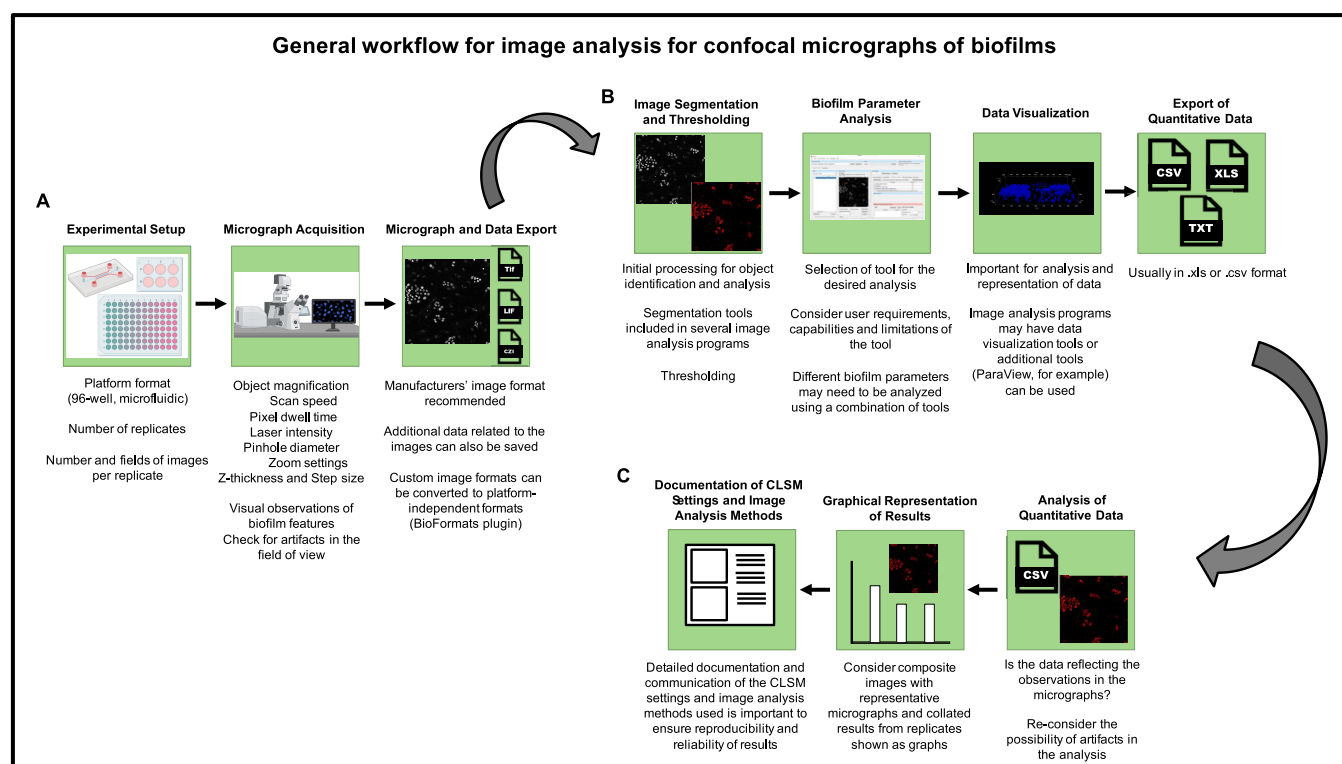 General workflow for image analysis for confocal micrographs of biofilms
A
Experimental Setup
Platform format
(96-well, microfluidic)
Number of replicates
Number and fields of images
per replicate
Micrograph Acquisition
Object magnification
Scan speed
Pixel dwell time
Laser intensity
Pinhole diameter
Zoom settings
Z-thickness and Step size
Visual observations of
biofilm features
Check for artifacts in the
field of view
Micrograph and Data Export
Tif
LIF
CZI
Manufacturers' image format
recommended
Additional data related to the
images can also be saved
Custom image formats can
be converted to platform-
independent formats
(BioFormats plugin)
B
Image Segmentation
and Thresholding
Initial processing for object
identification and analysis
Segmentation tools
included in several image
analysis programs
Thresholding
Biofilm Parameter
Analysis
Selection of tool for the
desired analysis
Consider user requirements,
capabilities and limitations of
the tool
Different biofilm parameters
may need to be analyzed
using a combination of tools
Data Visualization
Important for analysis and
representation of data
Image analysis programs
may have data
visualization tools or
additional tools
(ParaView, for example)
can be used
Export of
Quantitative Data
CSV
XLS
TXT
Usually in .xls or .csv format
C
Documentation of CLSM
Settings and Image
Analysis Methods
Detailed documentation and
communication of the CLSM
settings and image analysis
methods used is important to
ensure reproducibility and
reliability of results
Graphical Representation
of Results
Consider composite
images with
representative
micrographs and collated
results from replicates
shown as graphs
Analysis of
Quantitative Data
CSV
Is the data reflecting the
observations in the
micrographs?
Re-consider the
possibility of artifacts in
the analysis